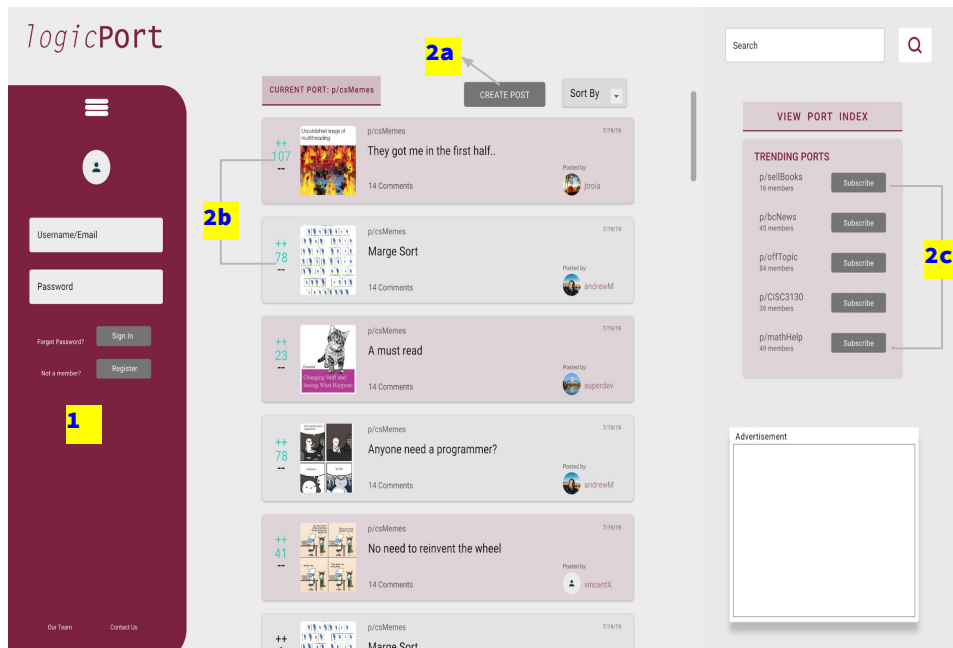 logicPort
2a
Search
CURRENT PORT: p/csMemes
CREATE POST
Sort By
VIEW PORT INDEX
++
107
--
Unpublished image of
multithreading
p/csMemes
7/19/19
They got me in the first half..
14 Comments
Posted by
jtroia
TRENDING PORTS
p/sellBooks
16 members
Subscribe
p/bcNews
45 members
Subscribe
p/offTopic
84 members
Subscribe
p/CISC3130
36 members
Subscribe
p/mathHelp
49 members
Subscribe
2c
2b
Username/Email
Password
Forgot Password?
Sign In
Not a member?
Register
1
++
78
--
p/csMemes
7/19/19
Marge Sort
14 Comments
Posted by
andrewM
++
23
--
Essential
Changing Stuff and
Seeing What Happens
p/csMemes
7/19/19
A must read
14 Comments
Posted by
superdev
++
78
--
p/csMemes
7/19/19
Anyone need a programmer?
14 Comments
Posted by
andrewM
Advertisement
++
41
--
p/csMemes
7/19/19
No need to reinvent the wheel
14 Comments
Posted by
vincentX
Our Team
Contact Us
++
p/csMemes
7/19/19
Marge Sort